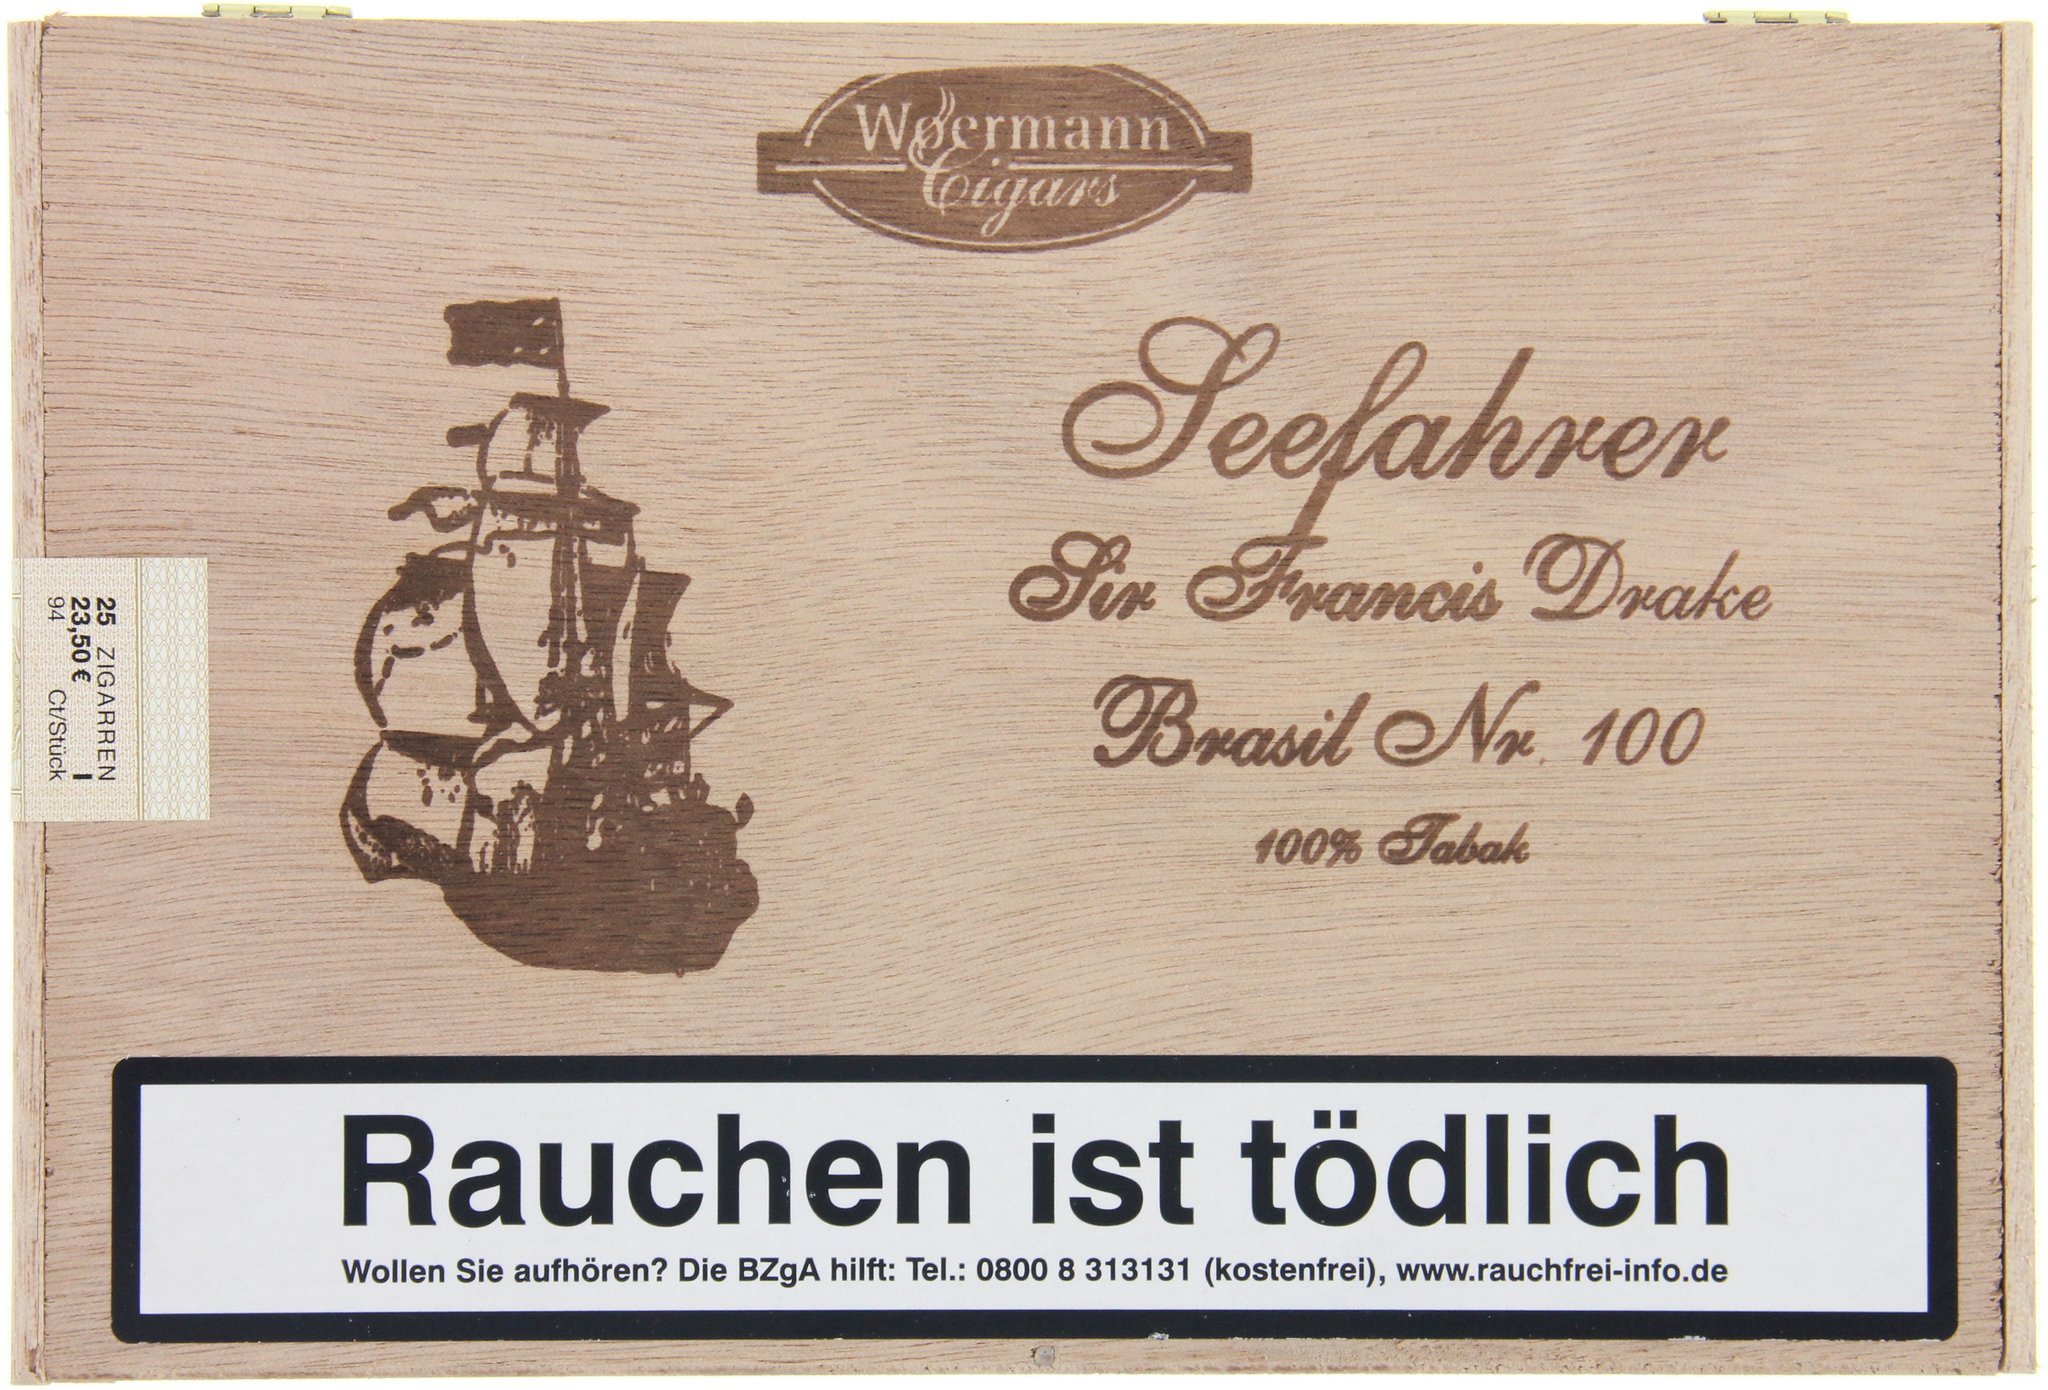 Woermann
Cigars
Seefahrer
Sir Francis Drake
Brasil Nr. 100
100% Tabak
25 ZIGARREN I
23,50 €
94 Ct/Stück
Rauchen ist tödlich
Wollen Sie aufhören? Die BZgA hilft: Tel.: 0800 8 313131 (kostenfrei), www.rauchfrei-info.de